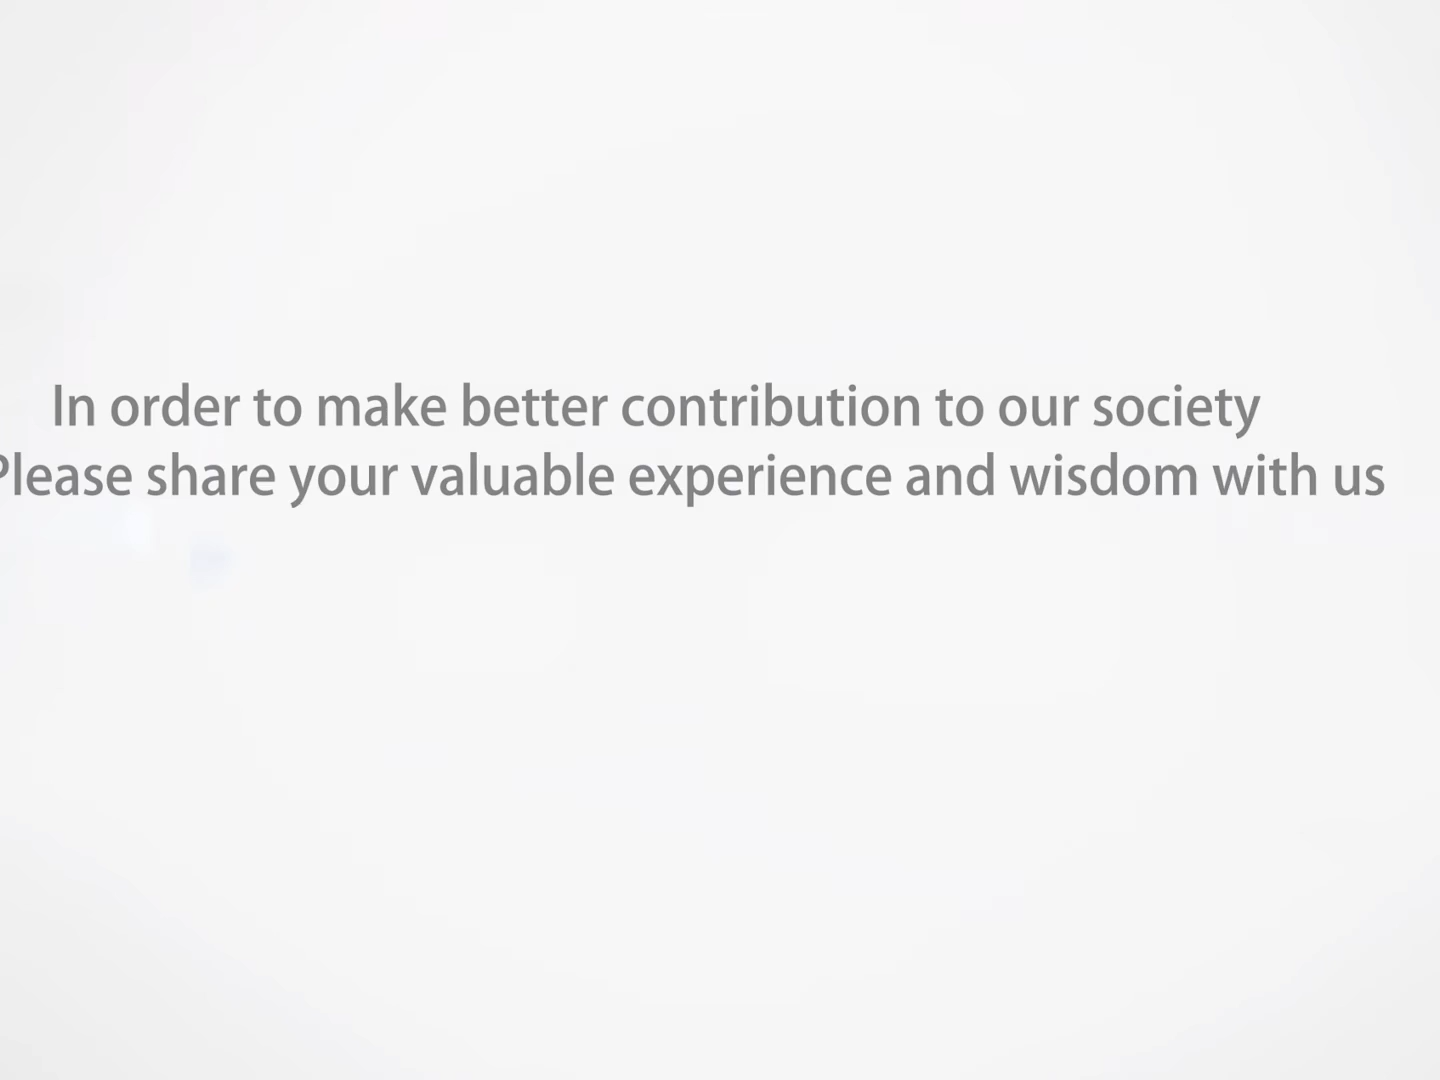 In order to make better contribution to our society
Please share your valuable experience and wisdom with us